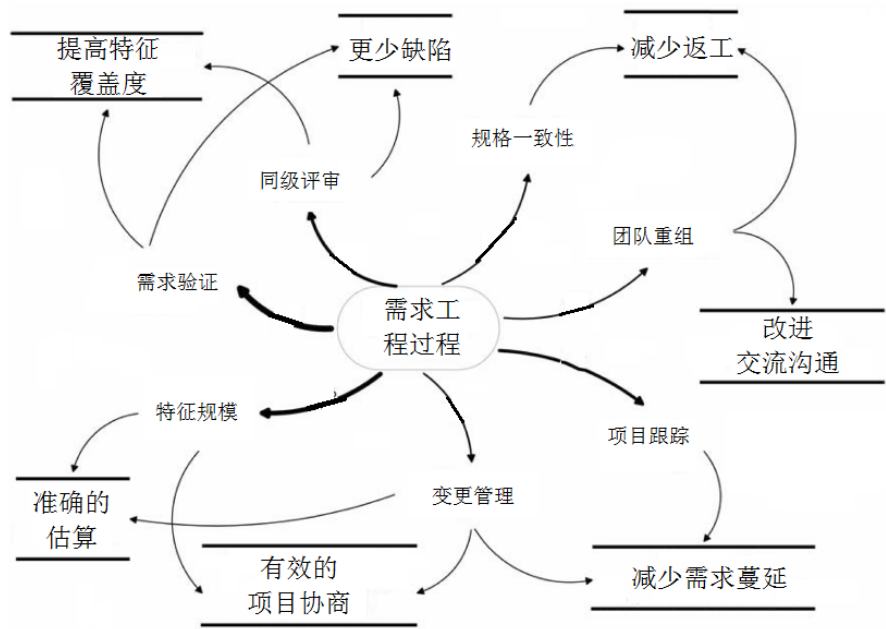 提高特征
覆盖度
更少缺陷
减少返工
规格一致性
同级评审
团队重组
需求验证
需求工
程过程
改进
交流沟通
特征规模
项目跟踪
准确的
估算
变更管理
有效的
项目协商
减少需求蔓延